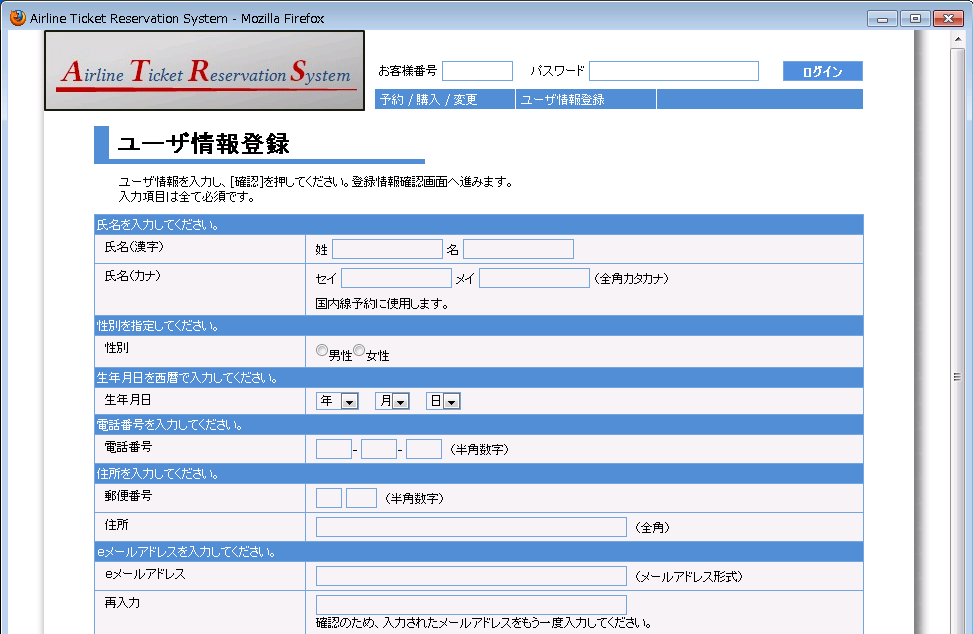 Airline Ticket Reservation System - Mozilla Firefox
Airline Ticket Reservation System
お客様番号 パスワード ログイン
予約 / 購入 / 変更 ユーザ情報登録
ユーザ情報登録
ユーザ情報を入力し、[確認]を押してください。登録情報確認画面へ進みます。
入力項目は全て必須です。
氏名を入力してください。
氏名(漢字) 姓 名
氏名(カナ) セイ メイ (全角カタカナ)
国内線予約に使用します。
性別を指定してください。
性別 男性 女性
生年月日を西暦で入力してください。
生年月日 年 月 日
電話番号を入力してください。
電話番号 - - (半角数字)
住所を入力してください。
郵便番号 (半角数字)
住所 (全角)
eメールアドレスを入力してください。
eメールアドレス (メールアドレス形式)
再入力
確認のため、入力されたメールアドレスをもう一度入力してください。